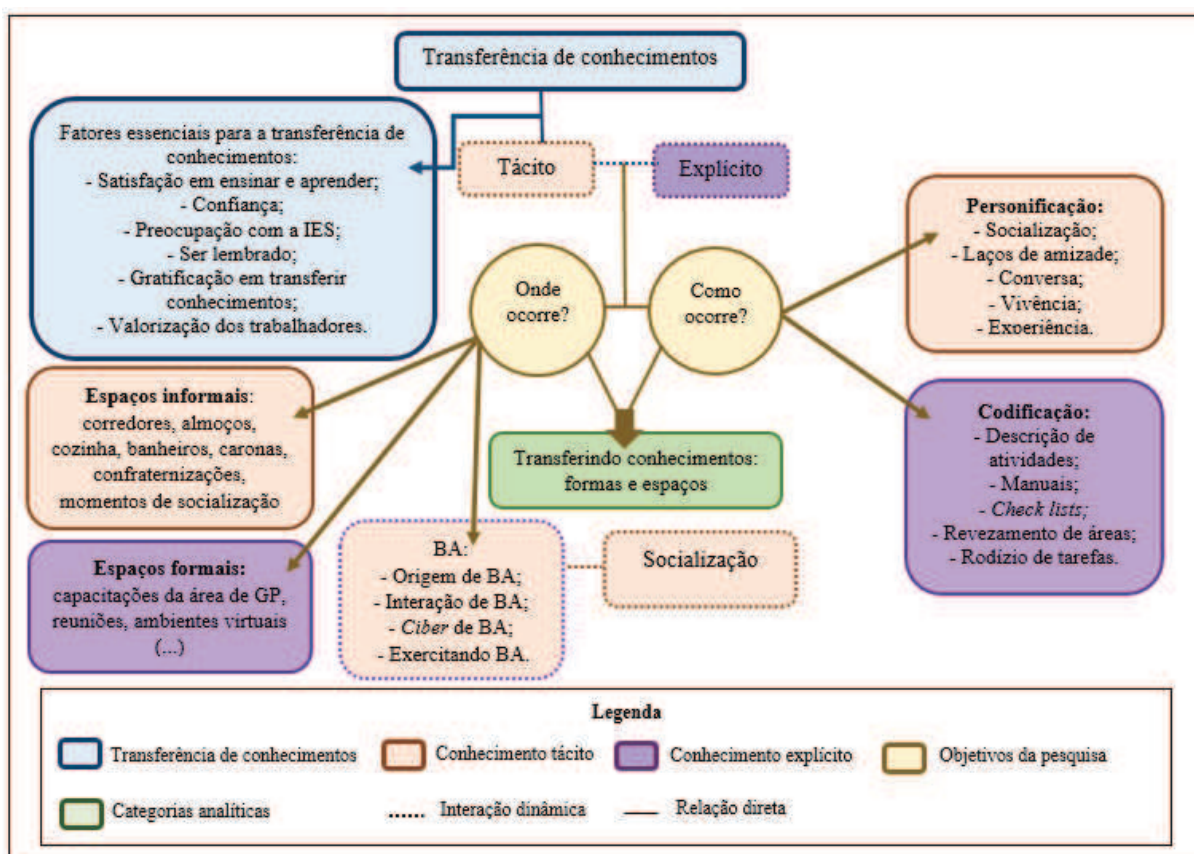 Transferência de conhecimentos
Fatores essenciais para a transferência de
conhecimentos:
- Satisfação em ensinar e aprender;
- Confiança;
- Preocupação com a IES;
- Ser lembrado;
- Gratificação em transferir
conhecimentos;
- Valorização dos trabalhadores.
Tácito
Explícito
Onde
ocorre?
Como
ocorre?
Personificação:
- Socialização;
- Laços de amizade;
- Conversa;
- Vivência;
- Experiência.
Espaços informais:
corredores, almoços,
cozinha, banheiros, caronas,
confraternizações,
momentos de socialização
Codificação:
- Descrição de
atividades;
- Manuais;
- Check lists;
- Revezamento de áreas;
- Rodízio de tarefas.
Transferindo conhecimentos:
formas e espaços
Espaços formais:
capacitações da área de GP,
reuniões, ambientes virtuais
(...)
BA:
- Origem de BA;
- Interação de BA;
- Ciber de BA;
- Exercitando BA.
Socialização
Legenda
Transferência de conhecimentos
Conhecimento tácito
Conhecimento explícito
Objetivos da pesquisa
Categorias analíticas
Interação dinâmica
Relação direta